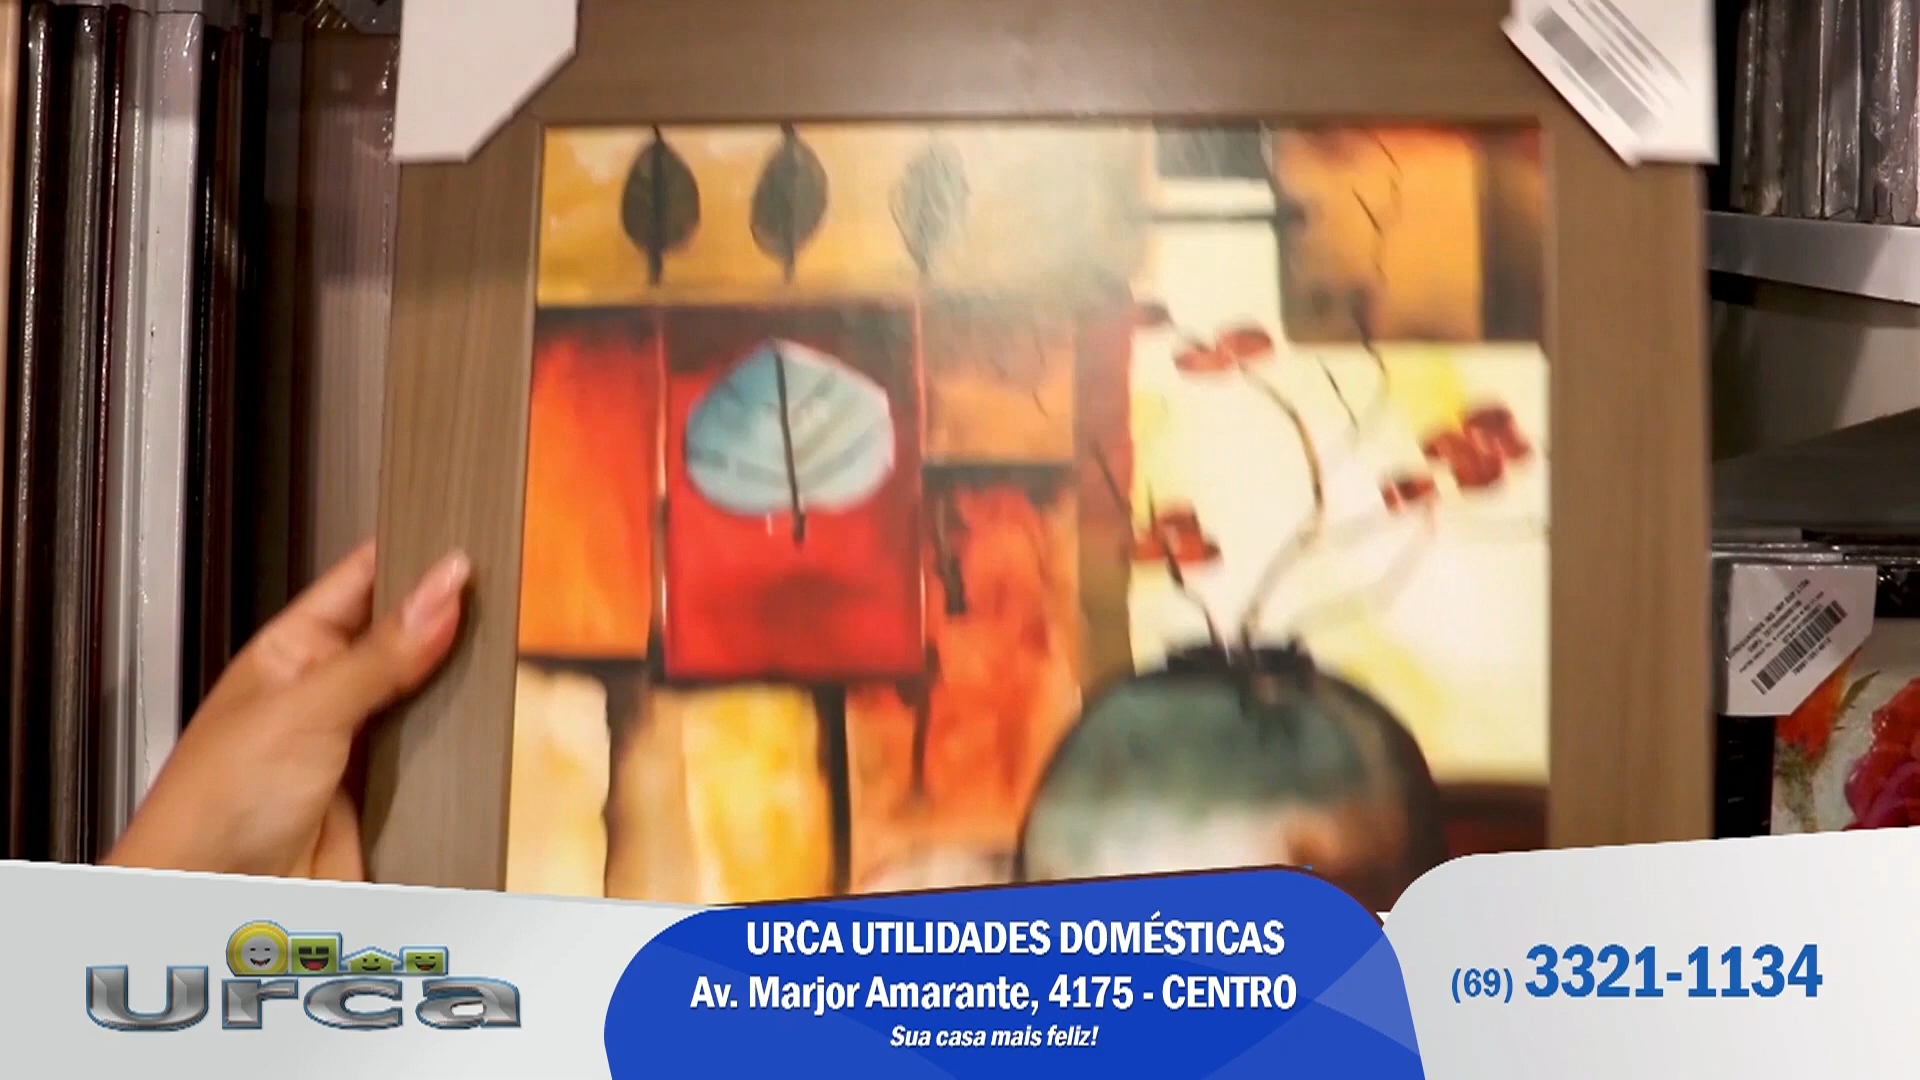 Urca
URCA UTILIDADES DOMÉSTICAS
Av. Marjor Amarante, 4175 - CENTRO
Sua casa mais feliz!
(69) 3321-1134